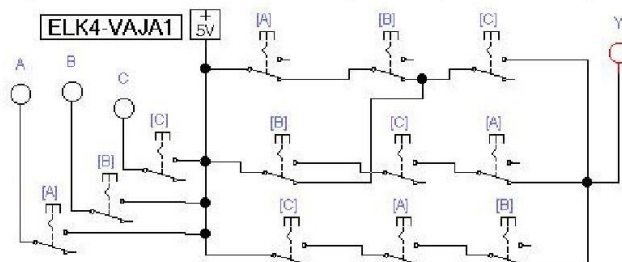 ELK4-VAJA1
+
5V
[A] [B] [C]
Y
A B C
[C] [B] [C] [A]
[B]
[A] [C] [A] [B]